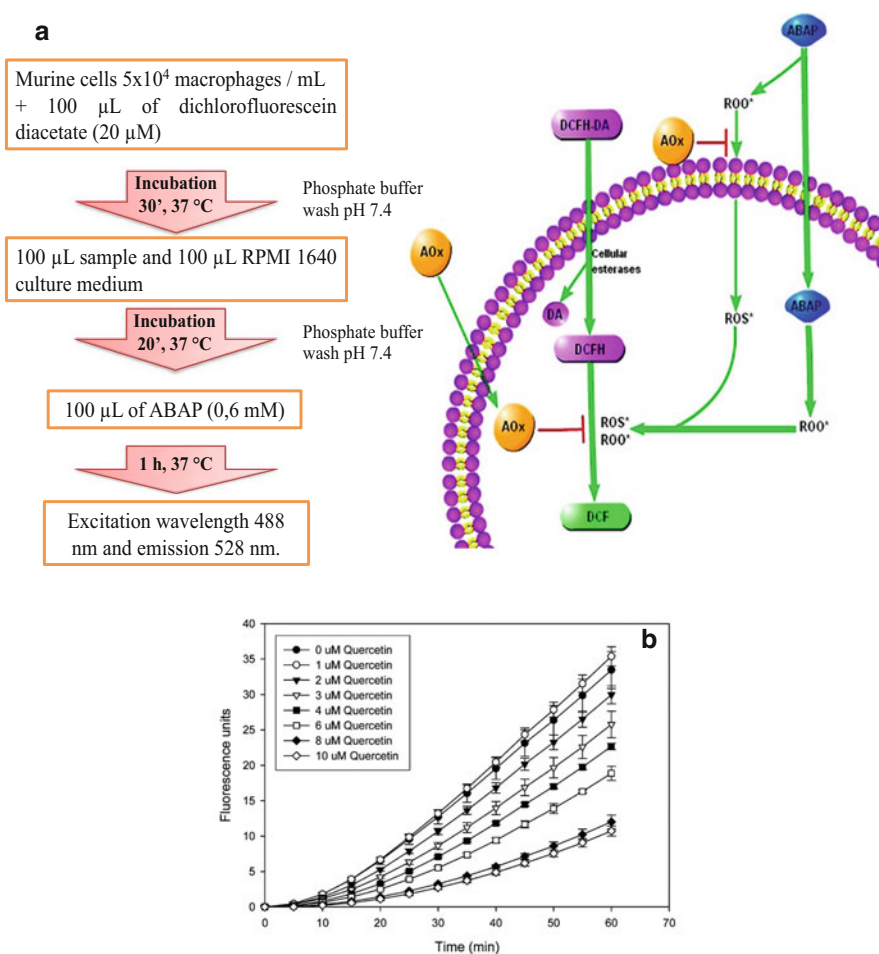 a
Murine cells 5x10⁴ macrophages / mL
+ 100 µL of dichlorofluorescein
diacetate (20 µM)
Incubation
30’, 37 °C
Phosphate buffer
wash pH 7.4
100 µL sample and 100 µL RPMI 1640
culture medium
Incubation
20’, 37 °C
Phosphate buffer
wash pH 7.4
100 µL of ABAP (0,6 mM)
1 h, 37 °C
Excitation wavelength 488
nm and emission 528 nm.
ABAP
ROO*
DCFH-DA
AOx
AOx
Cellular
esterases
DA
ROS*
ABAP
DCFH
AOx
ROS*
ROO*
ROO*
DCF
b
0 uM Quercetin
1 uM Quercetin
2 uM Quercetin
3 uM Quercetin
4 uM Quercetin
6 uM Quercetin
8 uM Quercetin
10 uM Quercetin
Fluorescence units
40
35
30
25
20
15
10
5
0
0 10 20 30 40 50 60 70
Time (min)